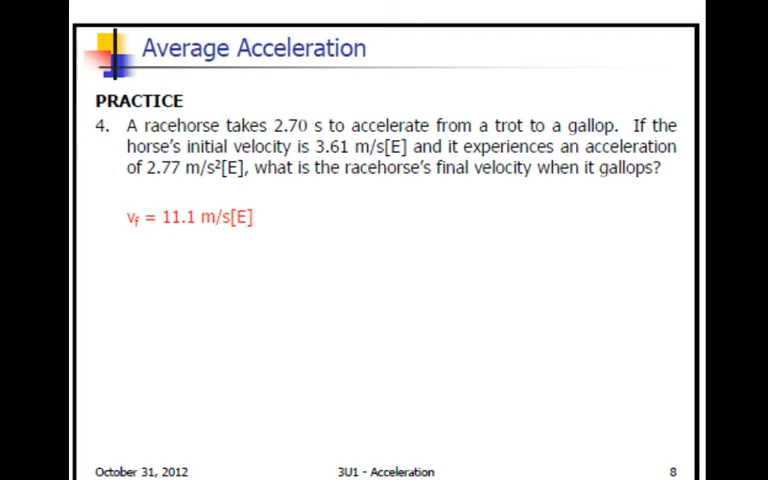 Average Acceleration
PRACTICE
4. A racehorse takes 2.70 s to accelerate from a trot to a gallop. If the
horse's initial velocity is 3.61 m/s[E] and it experiences an acceleration
of 2.77 m/s²[E], what is the racehorse's final velocity when it gallops?
vf = 11.1 m/s[E]
October 31, 2012 3U1 - Acceleration 8